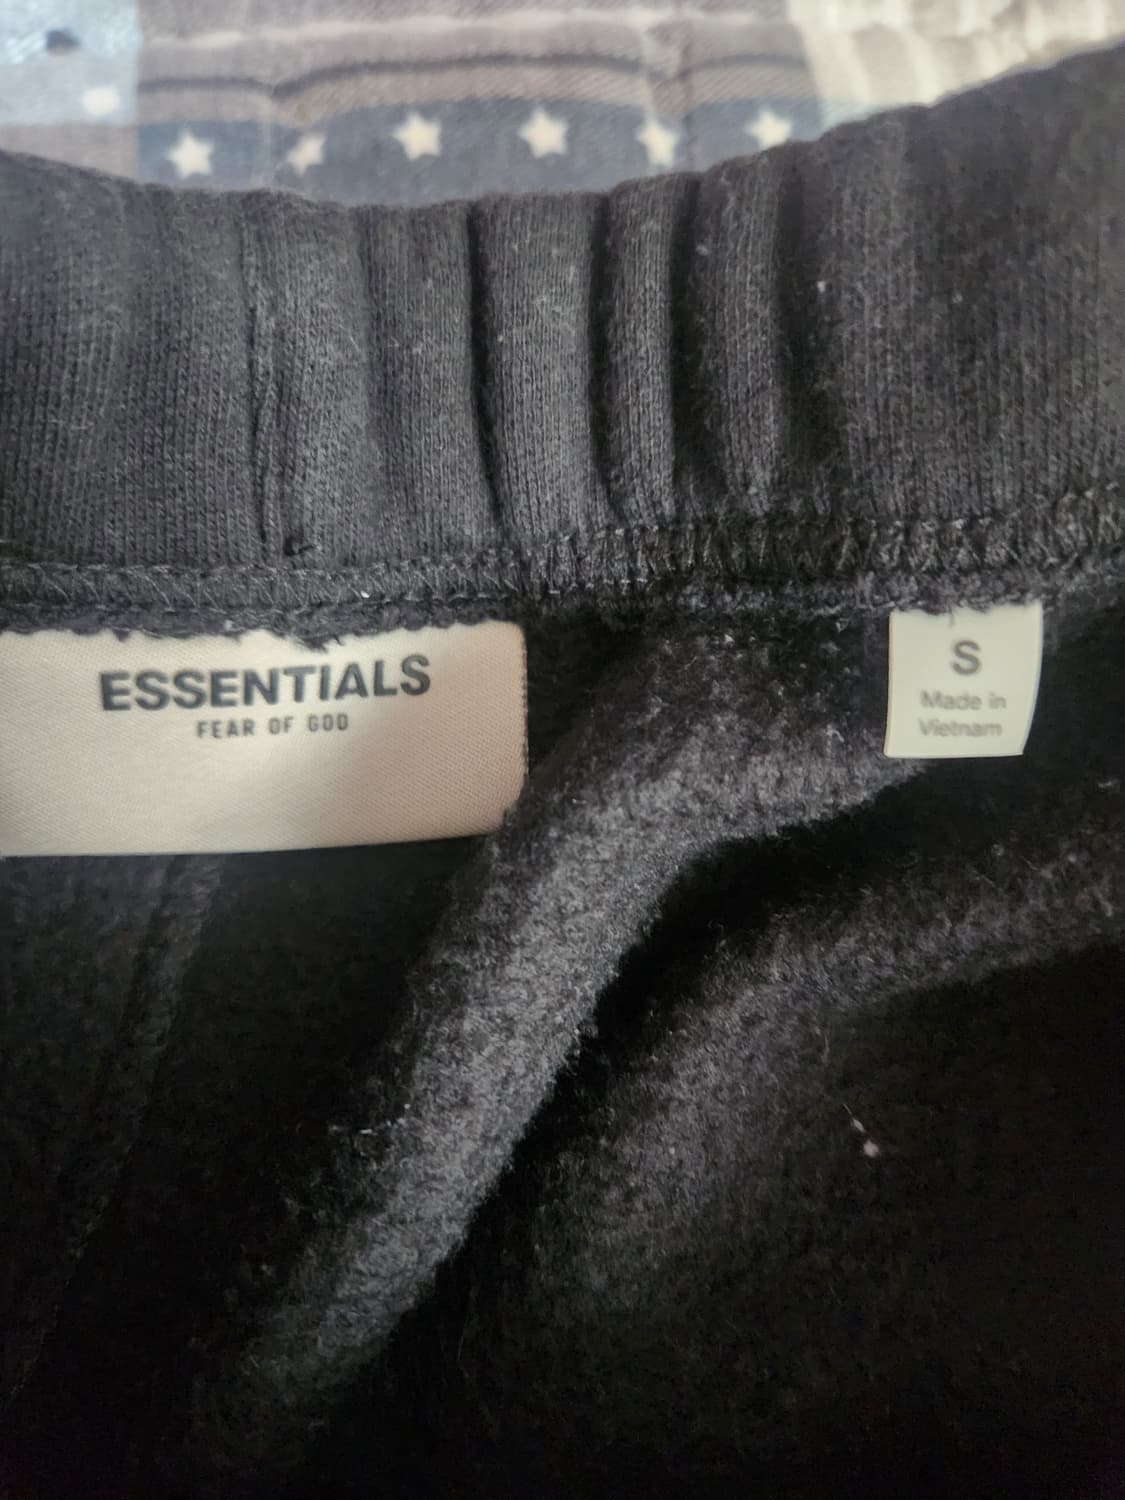 ESSENTIALS
FEAR OF GOD
S
Made in
Vietnam